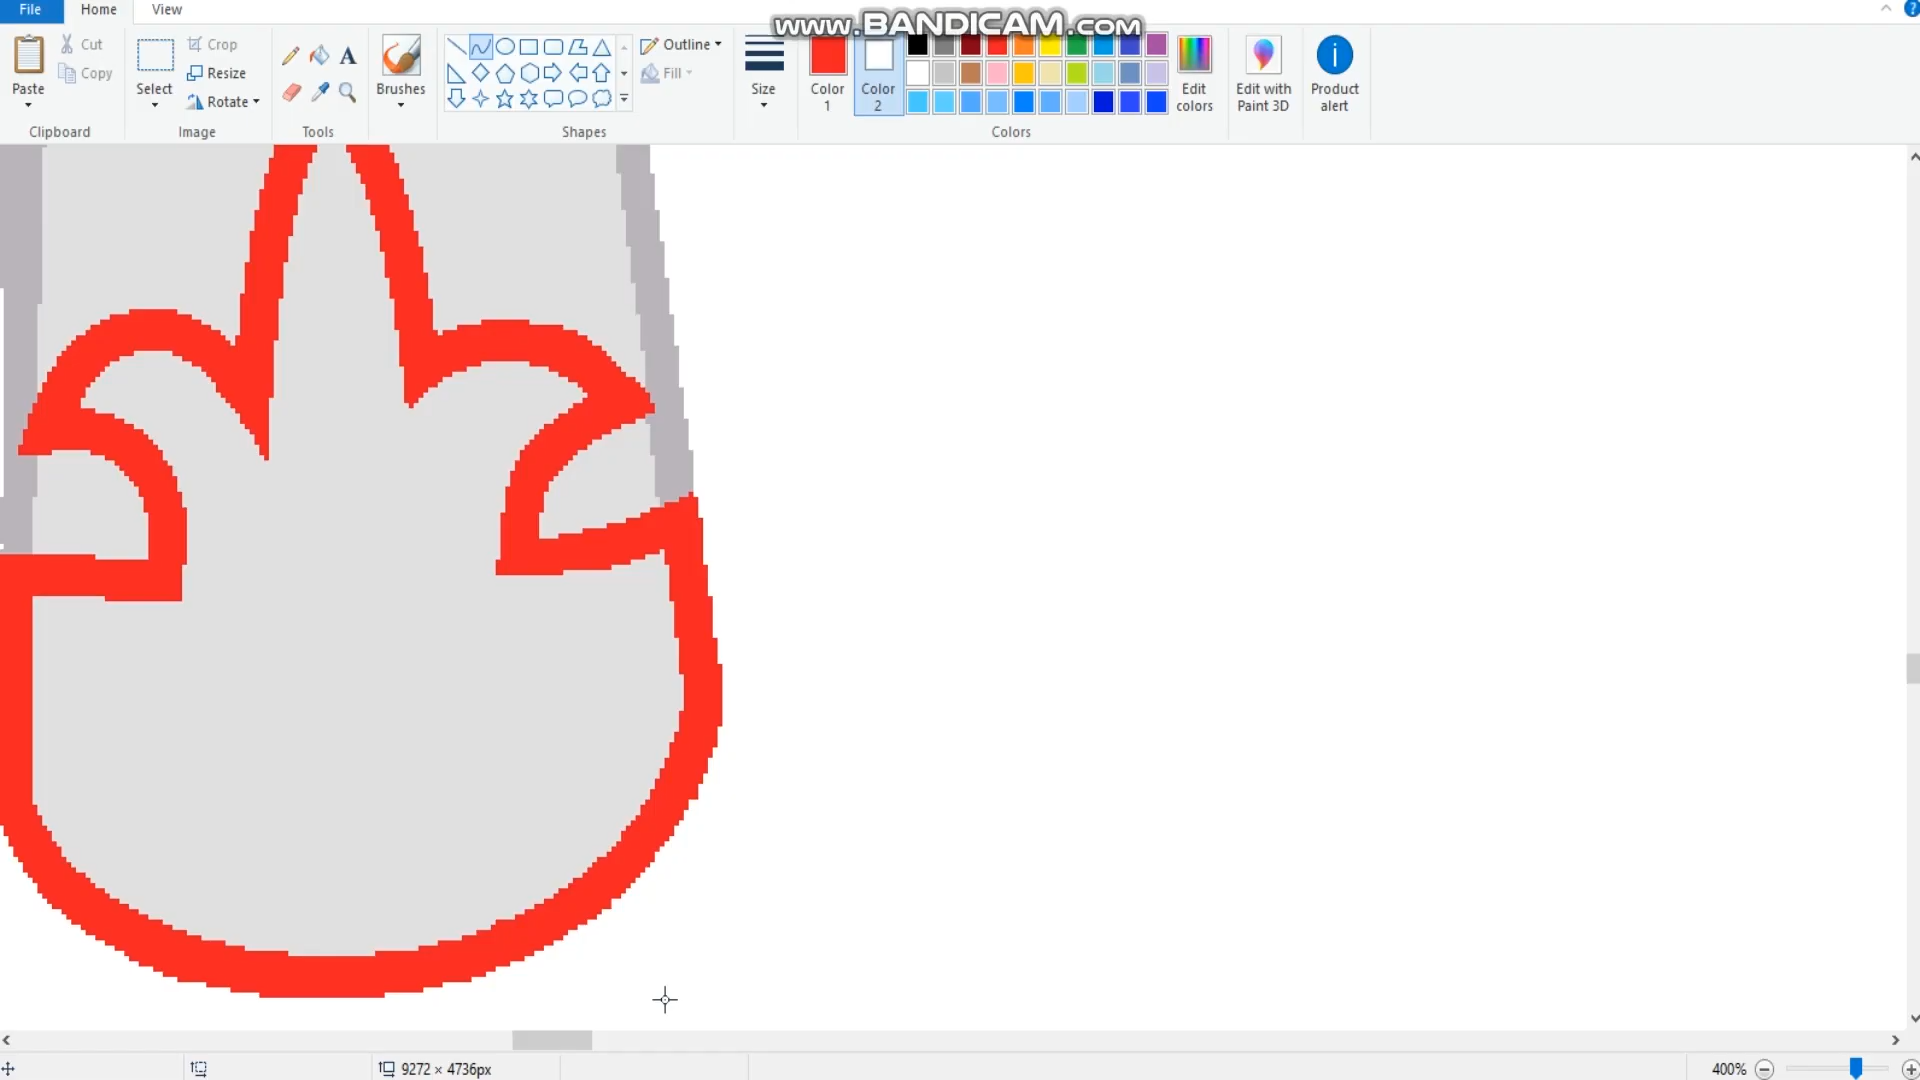 File Home View
www.BANDICAM.com
Paste
Cut
Copy
Clipboard
Select
Crop
Resize
Rotate
Image
A
Tools
Brushes
Shapes
Outline
Fill
Size
Color 1
Color 2
Colors
Edit colors
Edit with Paint 3D
Product alert
9272 × 4736px
400%